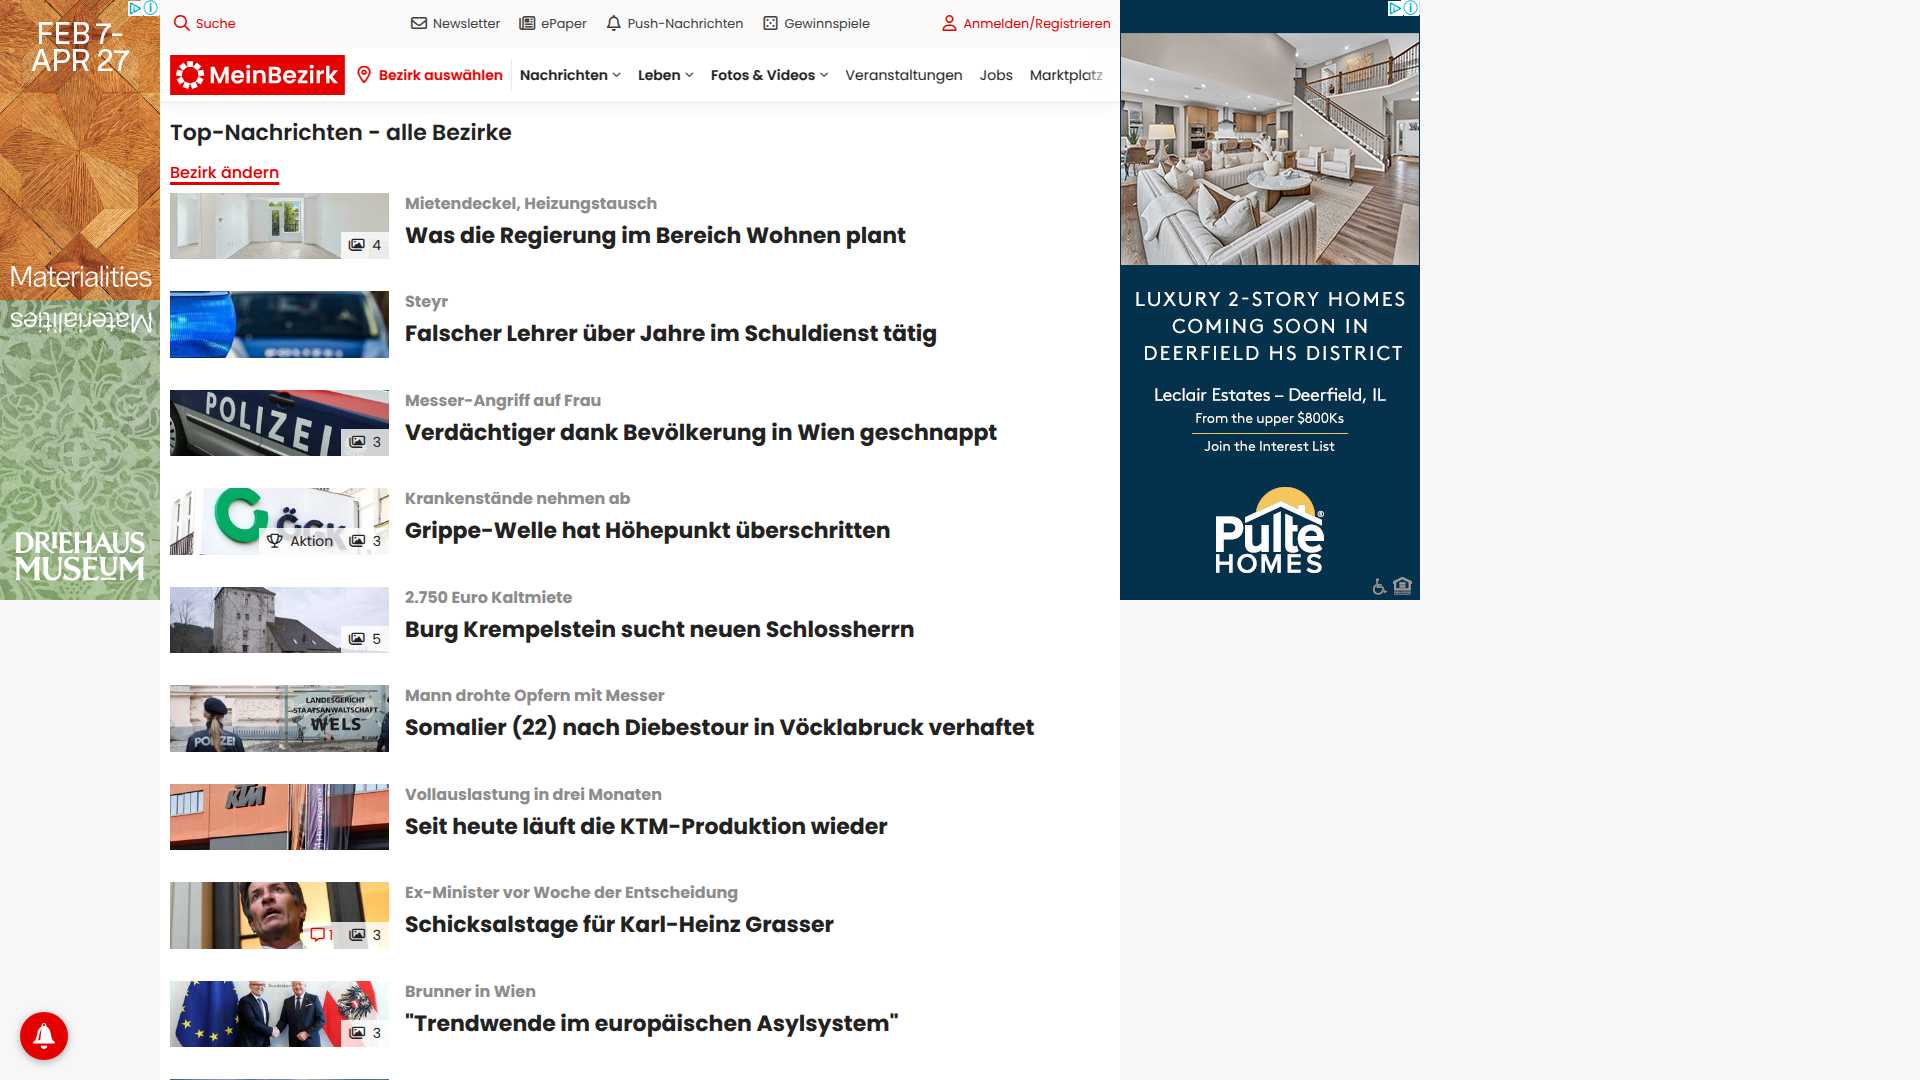 FEB 7-
APR 27
Materialities
Materialities
DRIEHAUS
MUSEUM
Suche
Newsletter
ePaper
Push-Nachrichten
Gewinnspiele
Anmelden/Registrieren
MeinBezirk
Bezirk auswählen
Nachrichten
Leben
Fotos & Videos
Veranstaltungen
Jobs
Marktplatz
Top-Nachrichten - alle Bezirke
Bezirk ändern
4
Mietendeckel, Heizungstausch
Was die Regierung im Bereich Wohnen plant
Steyr
Falscher Lehrer über Jahre im Schuldienst tätig
POLIZEI
3
Messer-Angriff auf Frau
Verdächtiger dank Bevölkerung in Wien geschnappt
Aktion
3
Krankenstände nehmen ab
Grippe-Welle hat Höhepunkt überschritten
5
2.750 Euro Kaltmiete
Burg Krempelstein sucht neuen Schlossherrn
LANDESGERICHT
STAATSANWALTSCHAFT
WELS
POLIZEI
Mann drohte Opfern mit Messer
Somalier (22) nach Diebestour in Vöcklabruck verhaftet
KTM
Vollauslastung in drei Monaten
Seit heute läuft die KTM-Produktion wieder
1
3
Ex-Minister vor Woche der Entscheidung
Schicksalstage für Karl-Heinz Grasser
3
Brunner in Wien
"Trendwende im europäischen Asylsystem"
LUXURY 2-STORY HOMES
COMING SOON IN
DEERFIELD HS DISTRICT
Leclair Estates – Deerfield, IL
From the upper $800Ks
Join the Interest List
Pulte®
HOMES